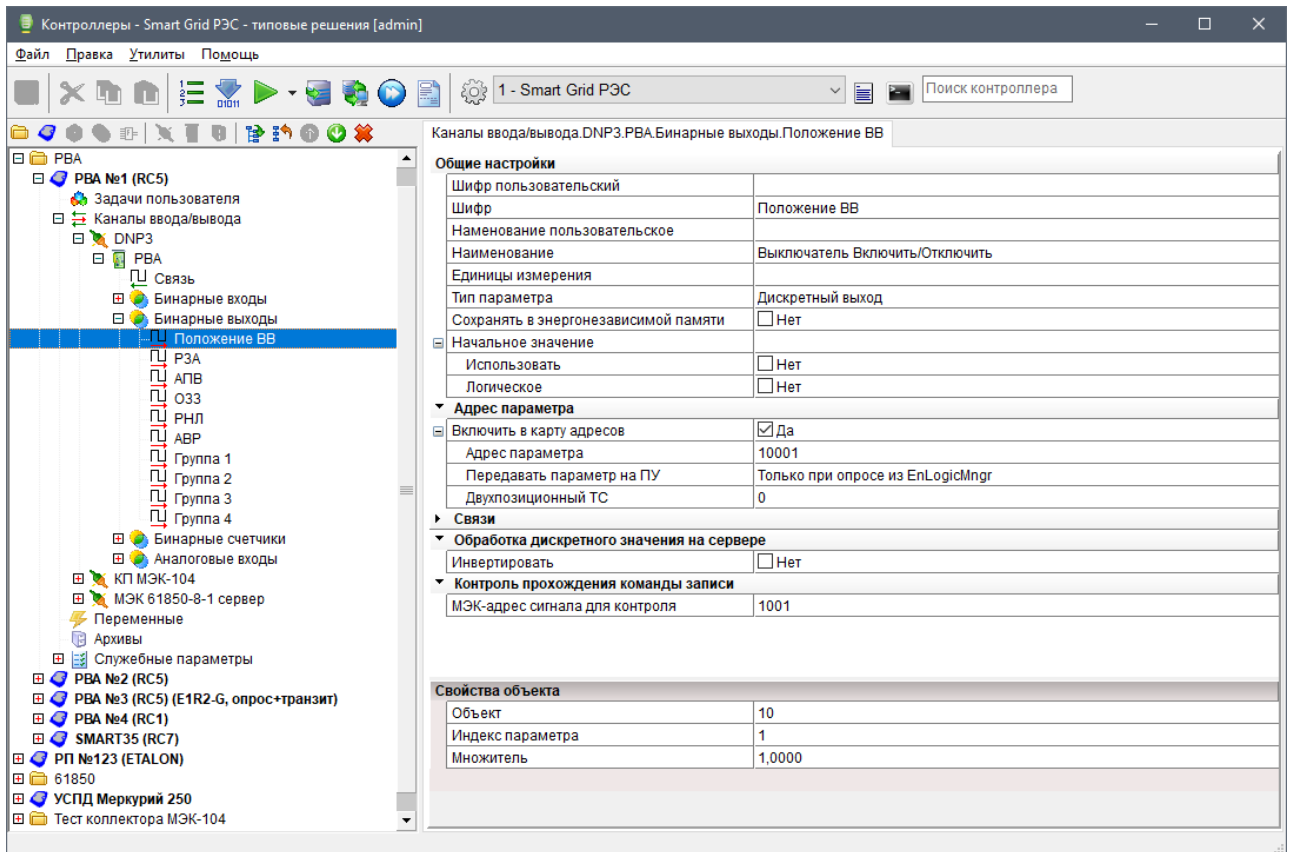 Контроллеры - Smart Grid РЭС - типовые решения [admin]
Файл Правка Утилиты Помощь
1 - Smart Grid РЭС
Поиск контроллера
РВА
РВА №1 (RC5)
Задачи пользователя
Каналы ввода/вывода
DNP3
РВА
Связь
Бинарные входы
Бинарные выходы
Положение ВВ
РЗА
АПВ
ОЗЗ
РНЛ
АВР
Группа 1
Группа 2
Группа 3
Группа 4
Бинарные счетчики
Аналоговые входы
КП МЭК-104
МЭК 61850-8-1 сервер
Переменные
Архивы
Служебные параметры
РВА №2 (RC5)
РВА №3 (RC5) (E1R2-G, опрос+транзит)
РВА №4 (RC1)
SMART35 (RC7)
РП №123 (ETALON)
61850
УСПД Меркурий 250
Тест коллектора МЭК-104
Каналы ввода/вывода.DNP3.РВА.Бинарные выходы.Положение ВВ
Общие настройки
Шифр пользовательский
Шифр Положение ВВ
Наменование пользовательское
Наименование Выключатель Включить/Отключить
Единицы измерения
Тип параметра Дискретный выход
Сохранять в энергонезависимой памяти Нет
Начальное значение
Использовать Нет
Логическое Нет
Адрес параметра
Включить в карту адресов Да
Адрес параметра 10001
Передавать параметр на ПУ Только при опросе из EnLogicMngr
Двухпозиционный ТС 0
Связи
Обработка дискретного значения на сервере
Инвертировать Нет
Контроль прохождения команды записи
МЭК-адрес сигнала для контроля 1001
Свойства объекта
Объект 10
Индекс параметра 1
Множитель 1,0000